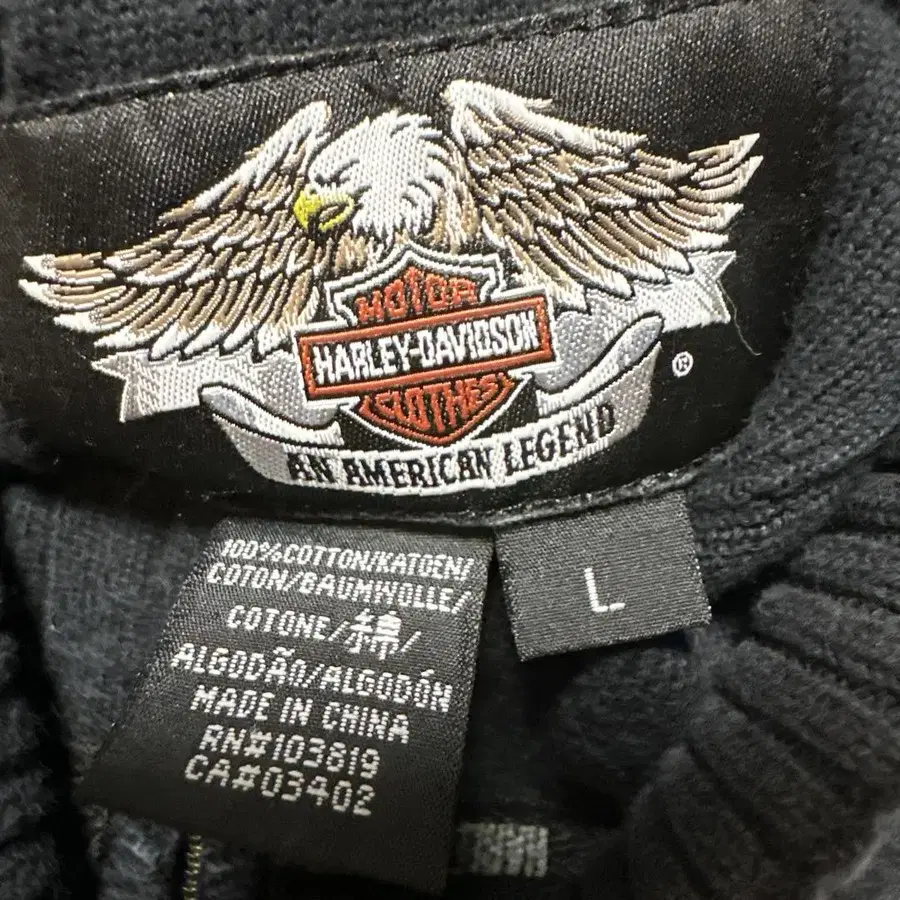 MOTOR
HARLEY-DAVIDSON
CLOTHES
®
AN AMERICAN LEGEND
L
100%COTTON/KATOEN/
COTON/BAUMWOLLE/
COTONE/綿/
ALGODÃO/ALGODÓN
MADE IN CHINA
RN#103819
CA#03402